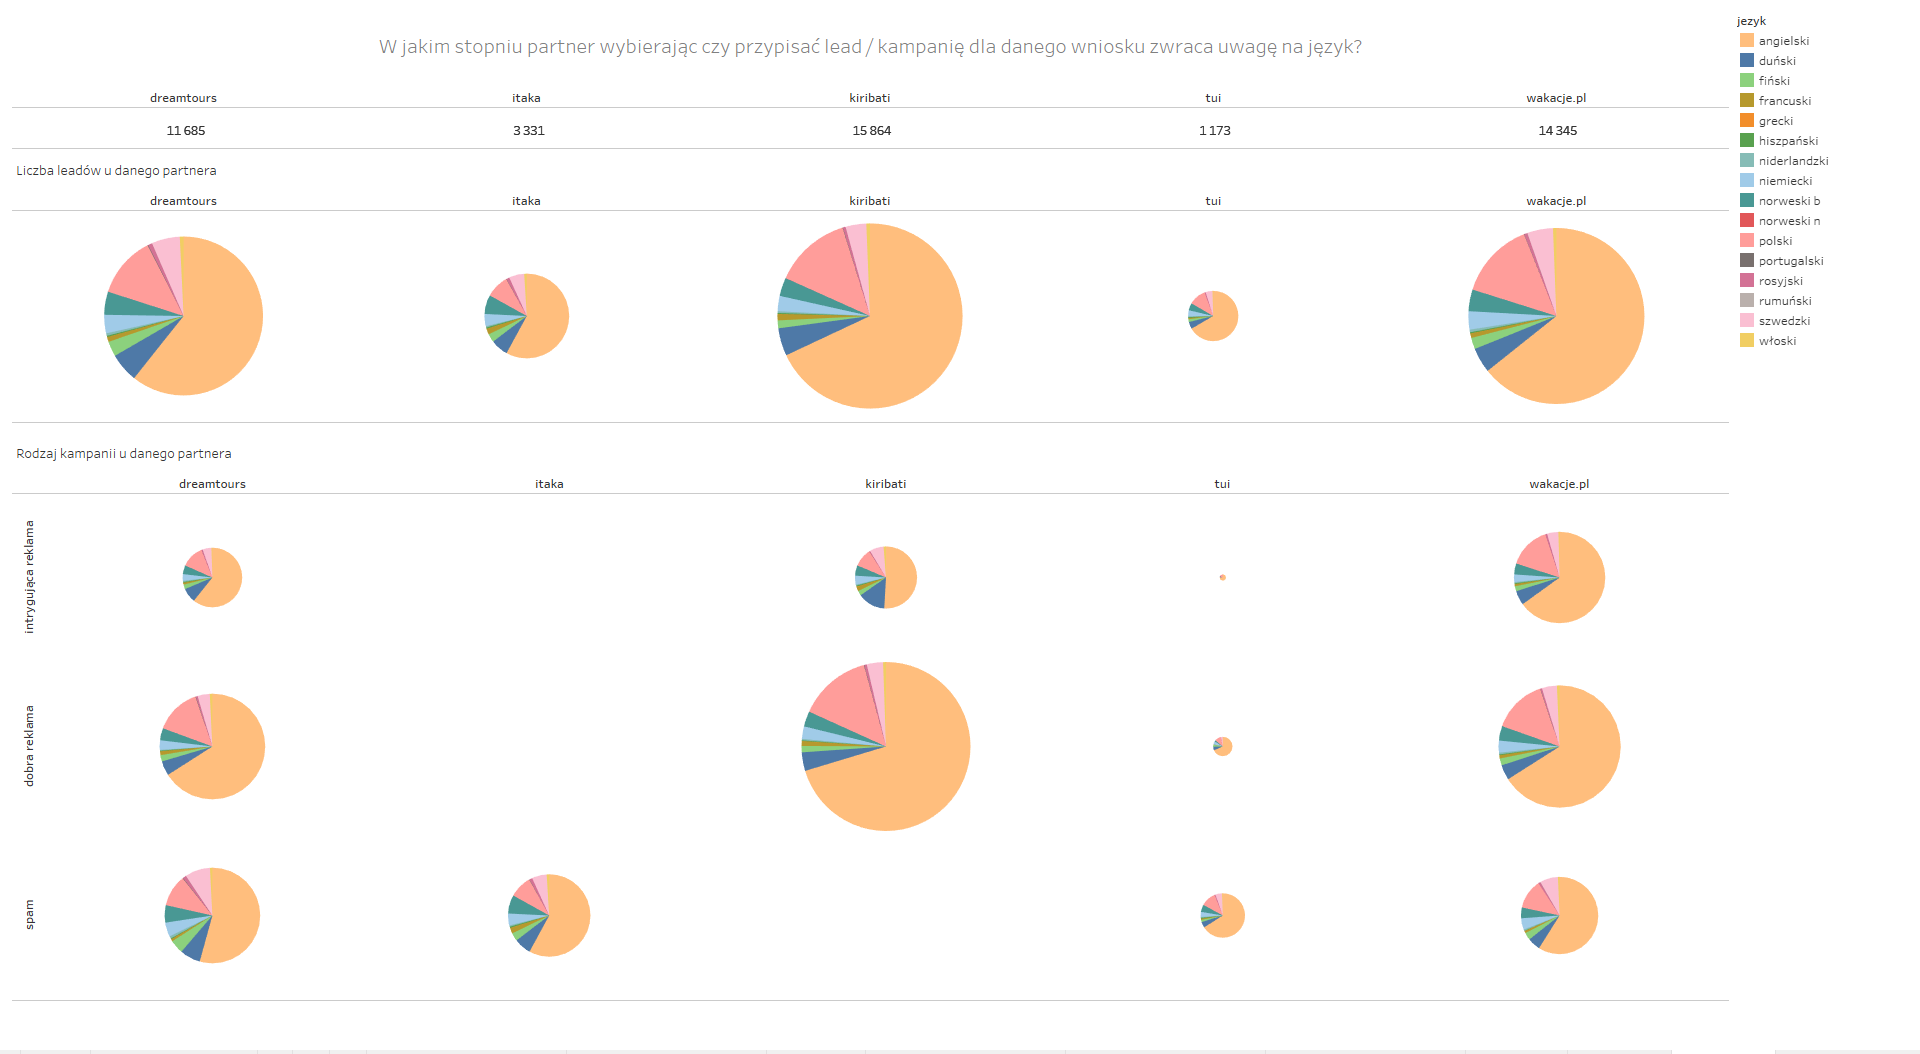 W jakim stopniu partner wybierając czy przypisać lead / kampanię dla danego wniosku zwraca uwagę na język?
dreamtours itaka kiribati tui wakacje.pl
11 685 3 331 15 864 1 173 14 345
Liczba leadów u danego partnera
dreamtours itaka kiribati tui wakacje.pl
Rodzaj kampanii u danego partnera
dreamtours itaka kiribati tui wakacje.pl
intrygująca reklama
dobra reklama
spam
jezyk
angielski
duński
fiński
francuski
grecki
hiszpański
niderlandzki
niemiecki
norweski b
norweski n
polski
portugalski
rosyjski
rumuński
szwedzki
włoski